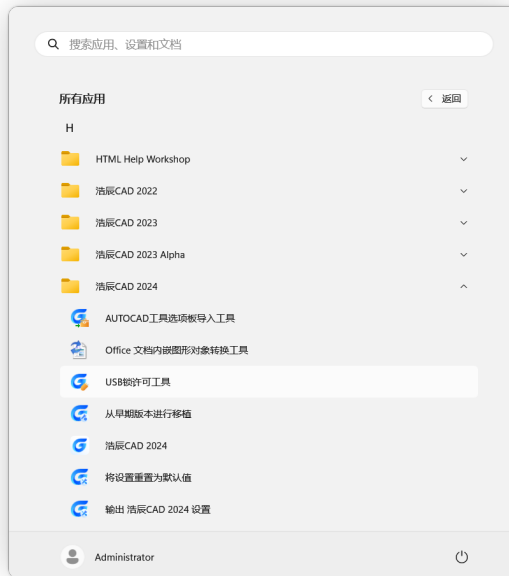 搜索应用、设置和文档
所有应用
返回
H
HTML Help Workshop
浩辰CAD 2022
浩辰CAD 2023
浩辰CAD 2023 Alpha
浩辰CAD 2024
AUTOCAD工具选项板导入工具
Office 文档内嵌图形对象转换工具
USB锁许可工具
从早期版本进行移植
浩辰CAD 2024
将设置重置为默认值
输出 浩辰CAD 2024 设置
Administrator